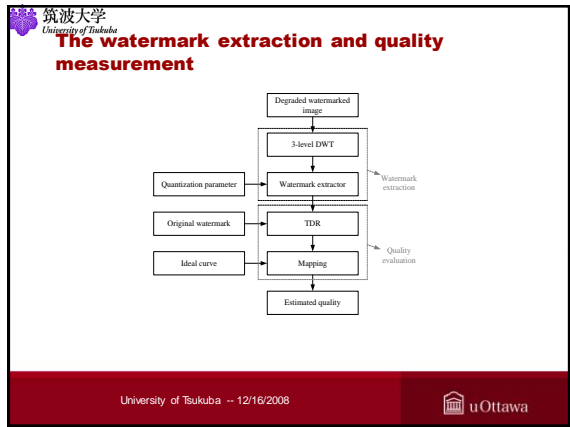 筑波大学
University of Tsukuba
The watermark extraction and quality
measurement
Degraded watermarked
image
3-level DWT
Quantization parameter
Watermark extractor
Watermark
extraction
Original watermark
TDR
Quality
evaluation
Ideal curve
Mapping
Estimated quality
University of Tsukuba -- 12/16/2008
uOttawa